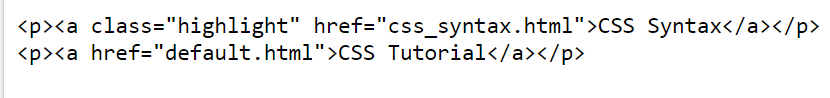 <p><a class="highlight" href="css_syntax.html">CSS Syntax</a></p>
<p><a href="default.html">CSS Tutorial</a></p>